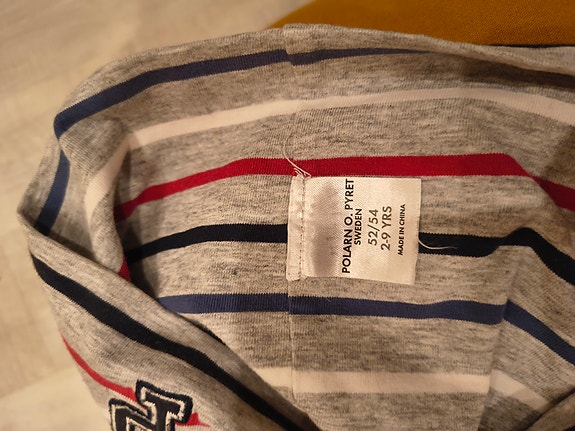 POLARN O. PYRET
SWEDEN
52/54
2-9 YRS
MADE IN CHINA